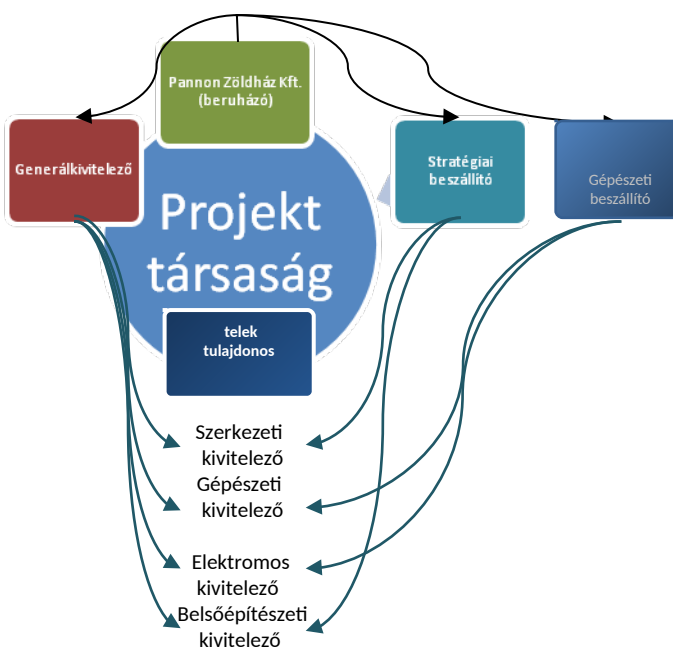 Pannon Zöldház Kft.
(beruházó)
Generálkivitelező
Stratégiai
beszállító
Gépészeti
beszállító
Projekt
társaság
telek
tulajdonos
Szerkezeti
kivitelező
Gépészeti
kivitelező
Elektromos
kivitelező
Belsőépítészeti
kivitelező